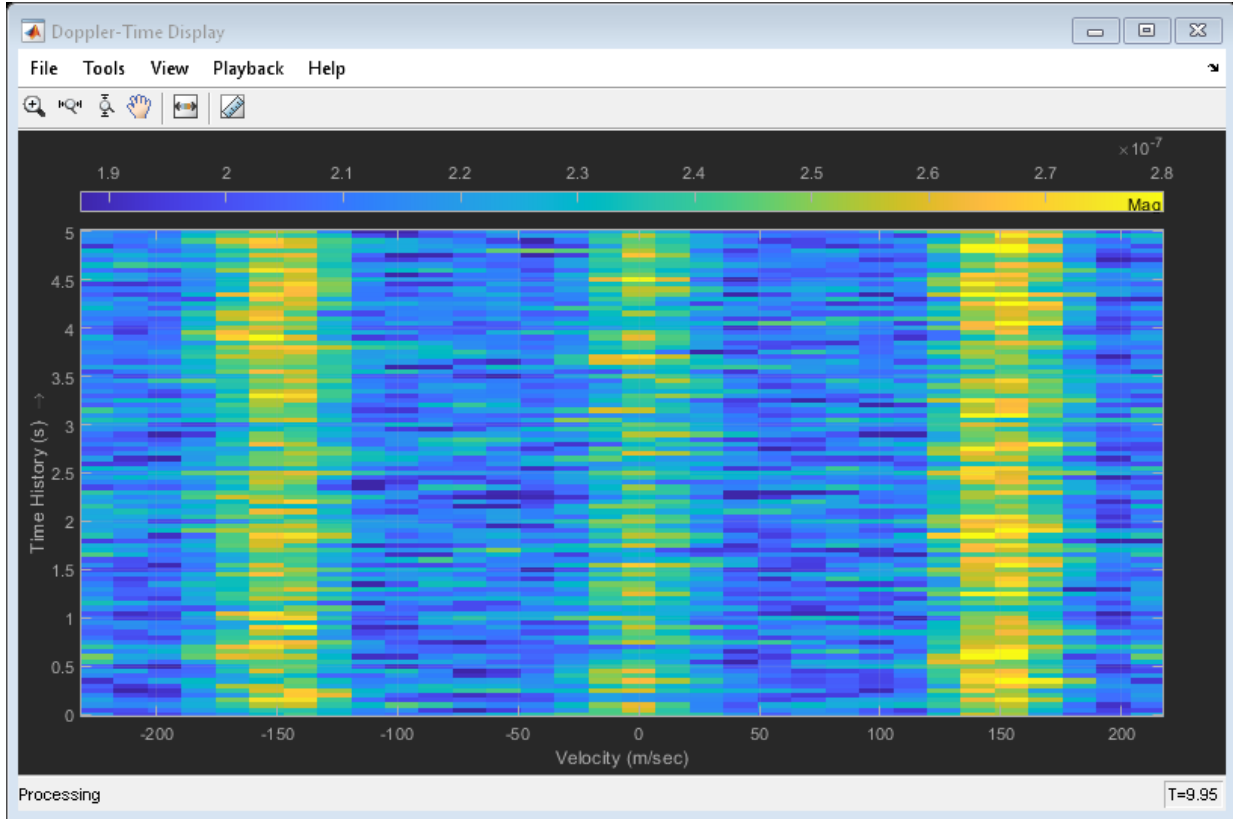 Doppler-Time Display
File Tools View Playback Help
×10⁻⁷
1.9 2 2.1 2.2 2.3 2.4 2.5 2.6 2.7 2.8
Mag
5
4.5
4
3.5
3
2.5
2
1.5
1
0.5
0
Time History (s) →
-200 -150 -100 -50 0 50 100 150 200
Velocity (m/sec)
Processing T=9.95